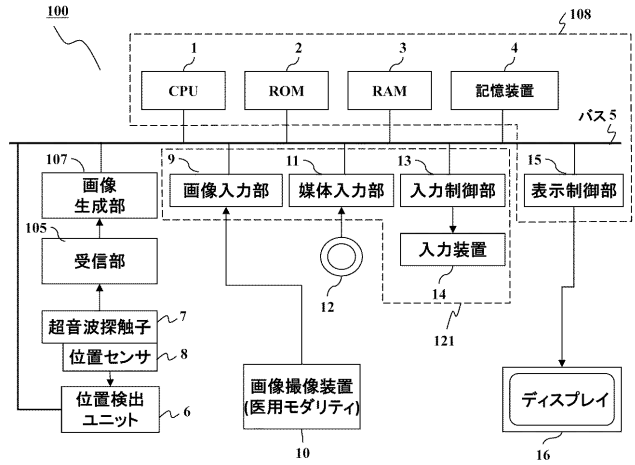 100
108
1
2
3
4
CPU
ROM
RAM
記憶装置
バス 5
107
9
11
13
15
画像
生成部
画像入力部
媒体入力部
入力制御部
表示制御部
105
受信部
入力装置
12
14
121
超音波探触子
7
位置センサ
8
位置検出
ユニット
6
画像撮像装置
(医用モダリティ)
10
ディスプレイ
16